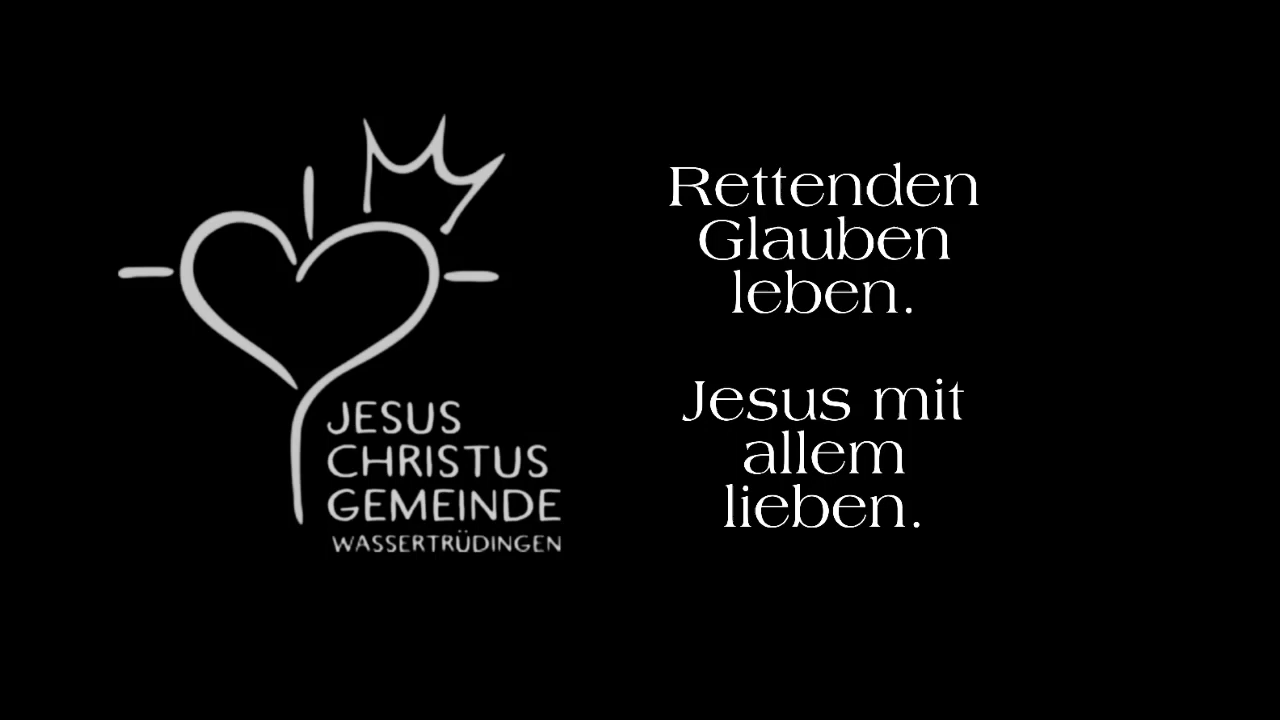 JESUS
CHRISTUS
GEMEINDE
WASSERTRÜDINGEN
Rettenden
Glauben
leben.
Jesus mit
allem
lieben.